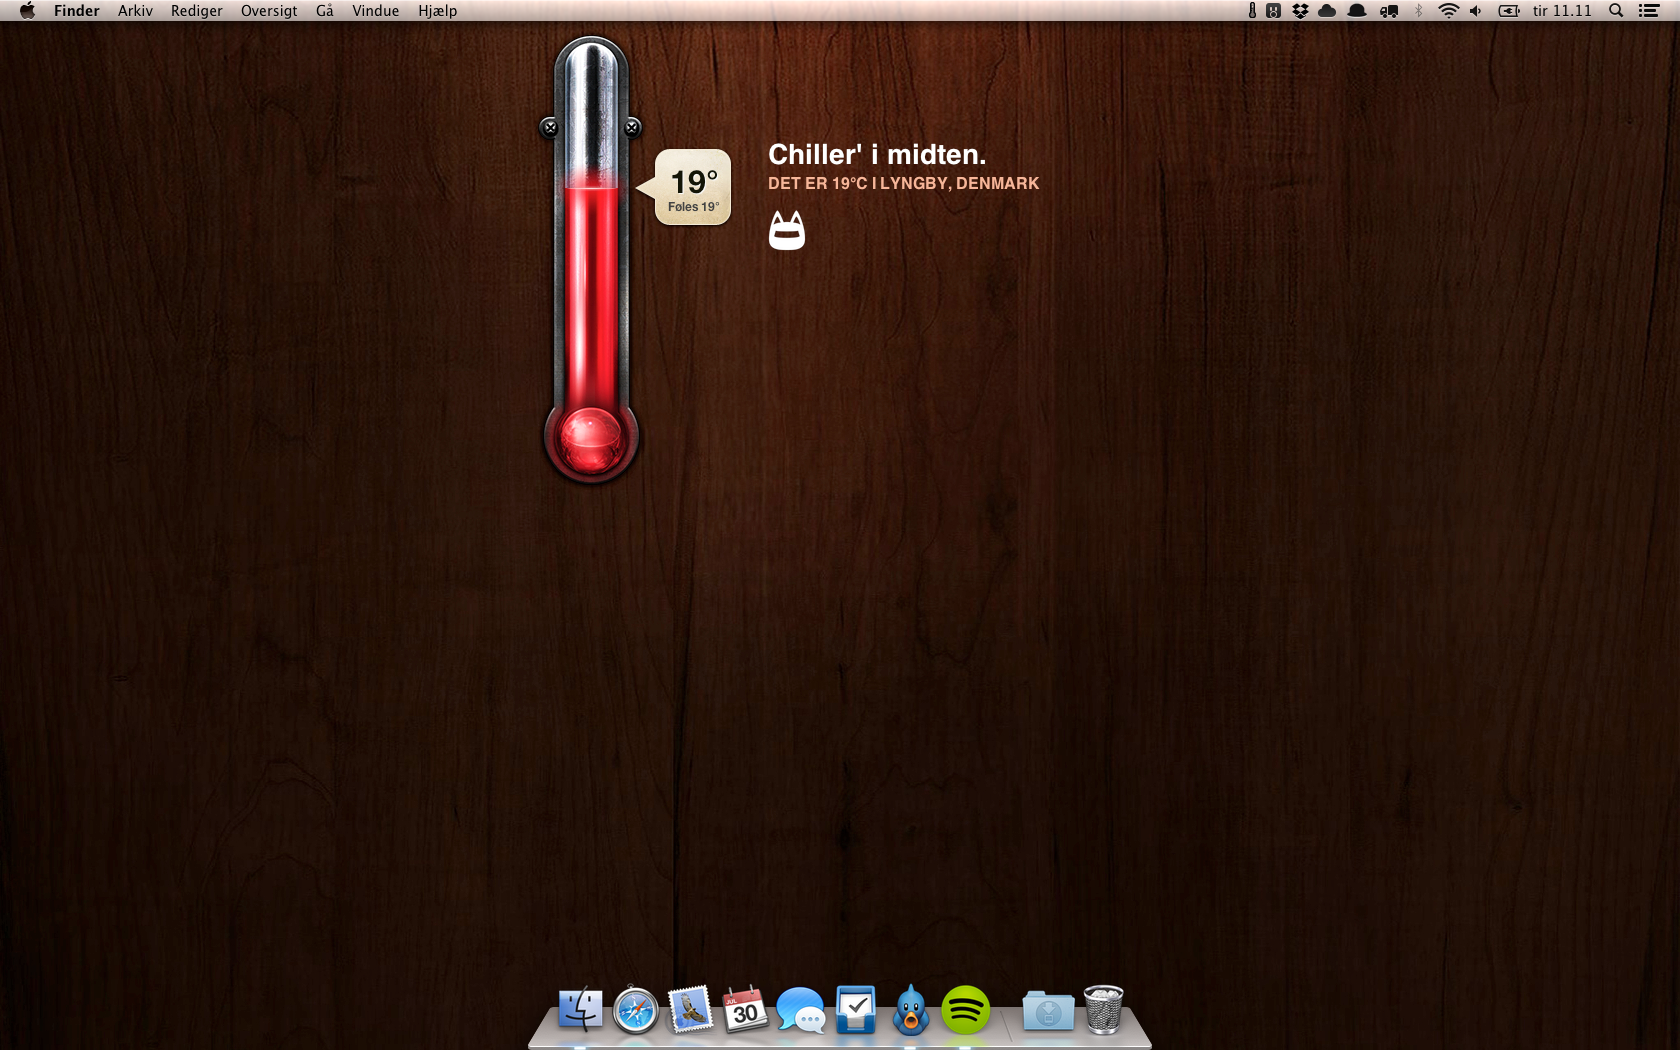 Finder Arkiv Rediger Oversigt Gå Vindue Hjælp tir 11.11
19°
Føles 19°
Chiller' i midten.
DET ER 19°C I LYNGBY, DENMARK
JUL
30